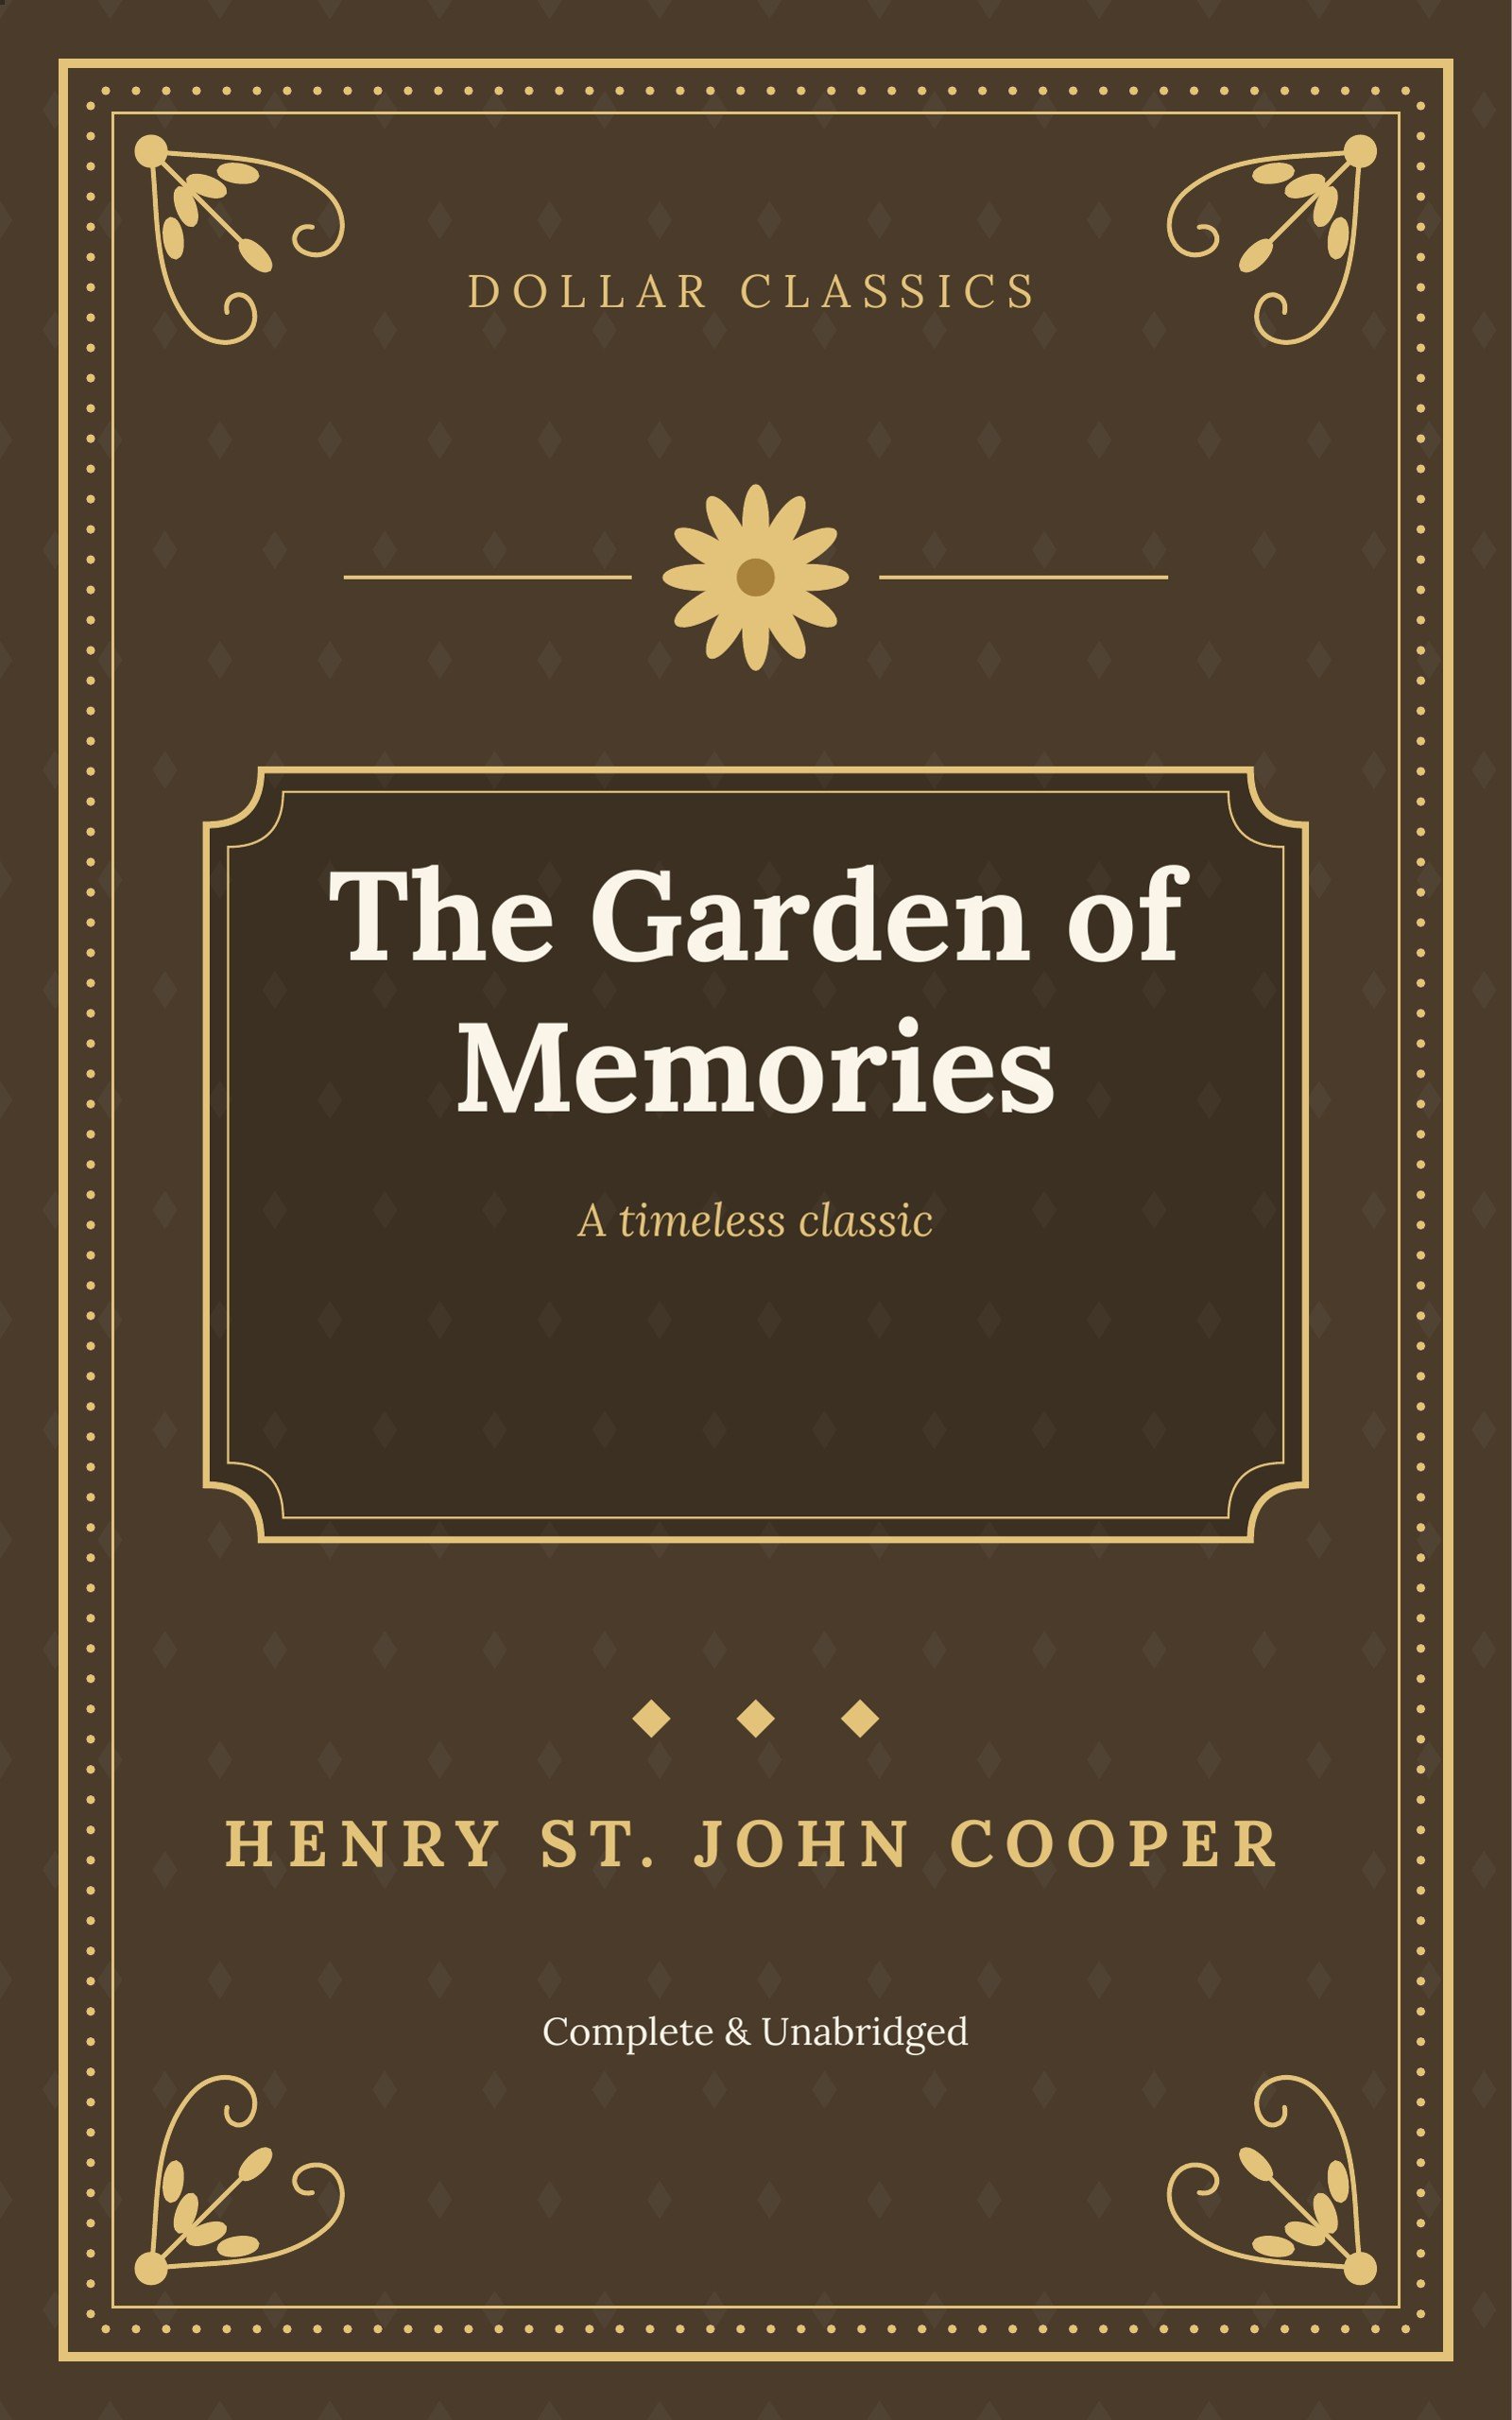 DOLLAR CLASSICS
The Garden of
Memories
A timeless classic
HENRY ST. JOHN COOPER
Complete & Unabridged